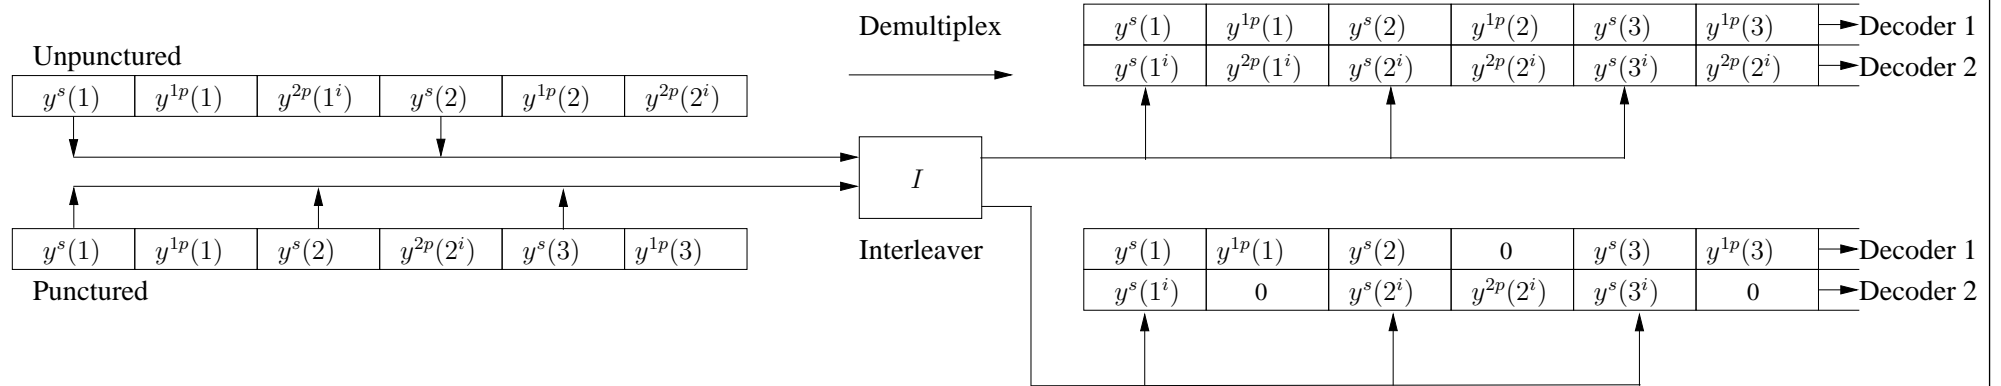 Demultiplex
y^s(1) y^{1p}(1) y^s(2) y^{1p}(2) y^s(3) y^{1p}(3) Decoder 1
y^s(1^i) y^{2p}(1^i) y^s(2^i) y^{2p}(2^i) y^s(3^i) y^{2p}(2^i) Decoder 2
Unpunctured
y^s(1) y^{1p}(1) y^{2p}(1^i) y^s(2) y^{1p}(2) y^{2p}(2^i)
I
Interleaver
y^s(1) y^{1p}(1) y^s(2) y^{2p}(2^i) y^s(3) y^{1p}(3)
Punctured
y^s(1) y^{1p}(1) y^s(2) 0 y^s(3) y^{1p}(3) Decoder 1
y^s(1^i) 0 y^s(2^i) y^{2p}(2^i) y^s(3^i) 0 Decoder 2